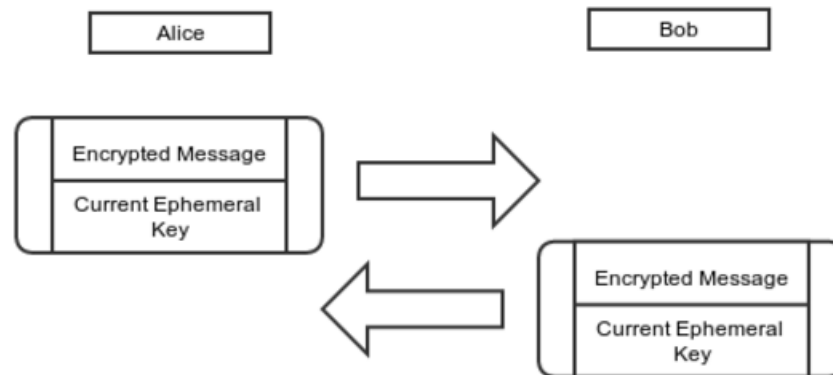 Alice
Bob
Encrypted Message
Current Ephemeral
Key
Encrypted Message
Current Ephemeral
Key